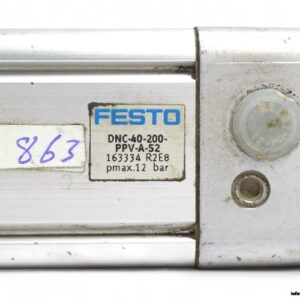 863
FESTO
DNC-40-200-
PPV-A-S2
163334 R2E8
pmax.12 bar